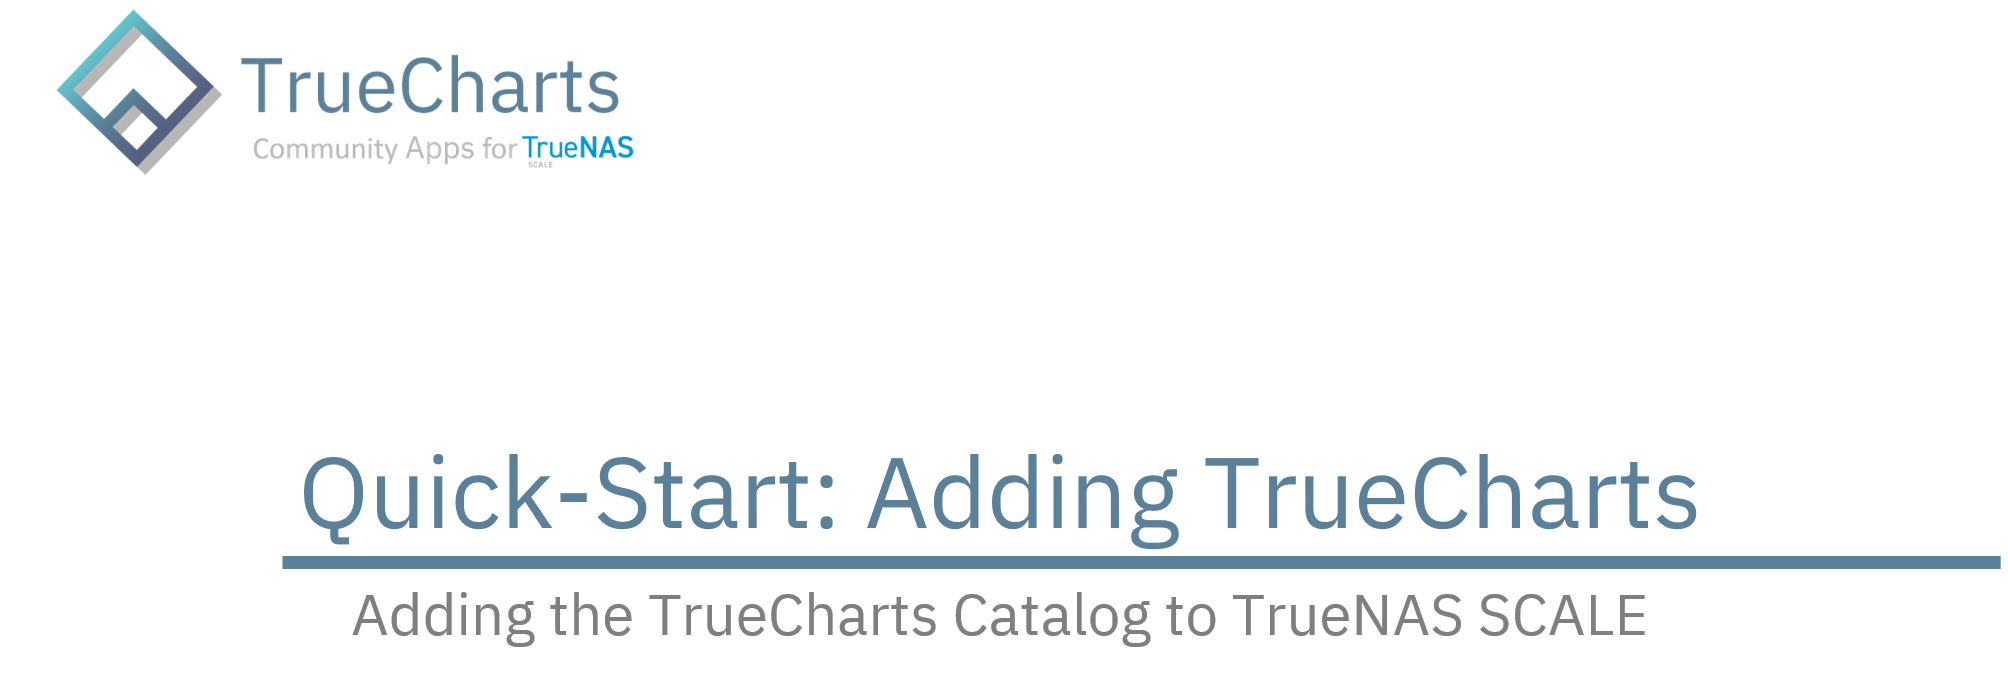 TrueCharts
Community Apps for TrueNAS
SCALE
Quick-Start: Adding TrueCharts
Adding the TrueCharts Catalog to TrueNAS SCALE